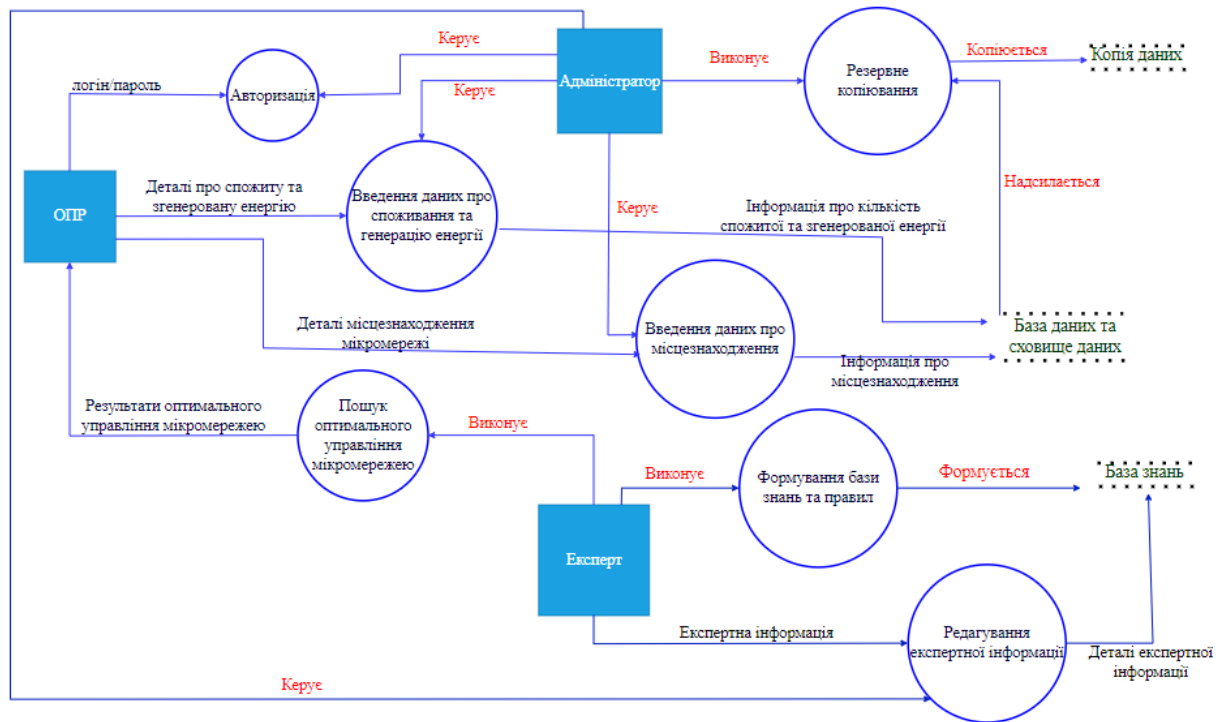 Керує
Виконує
Копіюється
Копія даних
логін/пароль
Авторизація
Адміністратор
Керує
Резервне
копіювання
Деталі про спожиту та
згенеровану енергію
ОПР
Введення даних про
споживання та
генерацію енергії
Керує
Надсилається
Інформація про кількість
спожитої та згенерованої енергії
Деталі місцезнаходження
мікромережі
Введення даних про
місцезнаходження
База даних та
сховище даних
Інформація про
місцезнаходження
Результати оптимального
управління мікромережею
Пошук
оптимального
управління
мікромережею
Виконує
Виконує
Формування бази
знань та правил
Формується
База знань
Експерт
Експертна інформація
Редагування
експертної інформації
Деталі експертної
інформації
Керує